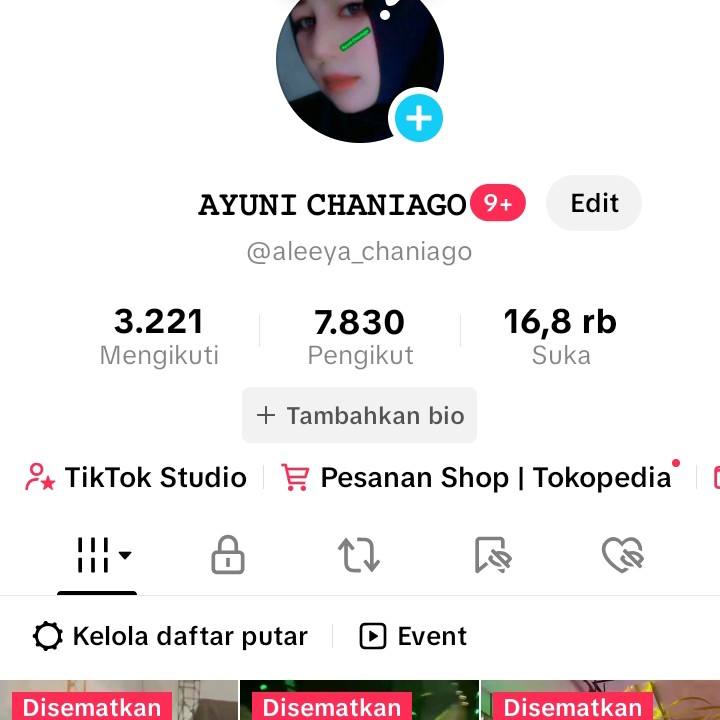 AYUNI CHANIAGO 9+ Edit
@aleeya_chaniago
3.221 7.830 16,8 rb
Mengikuti Pengikut Suka
+ Tambahkan bio
TikTok Studio Pesanan Shop | Tokopedia
Kelola daftar putar Event
Disematkan Disematkan Disematkan